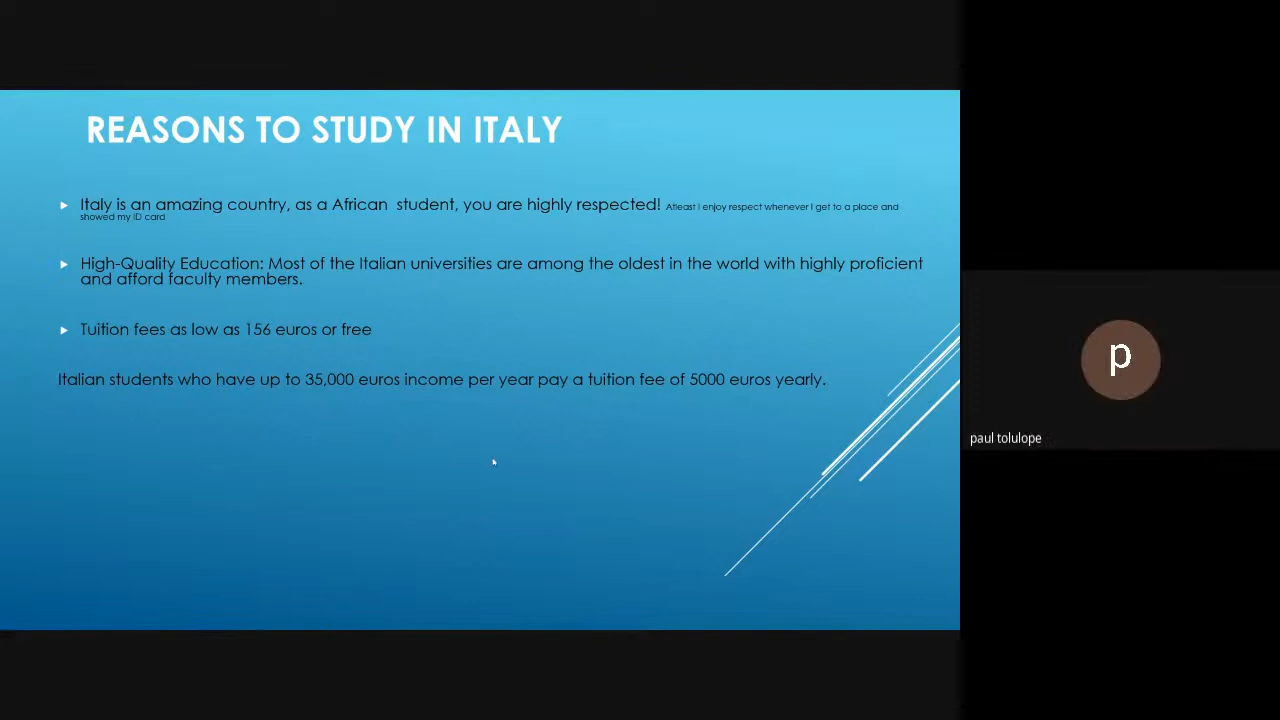 REASONS TO STUDY IN ITALY
Italy is an amazing country, as a African  student, you are highly respected! Atleast I enjoy respect whenever I get to a place and
showed my ID card
High-Quality Education: Most of the Italian universities are among the oldest in the world with highly proficient
and afford faculty members.
Tuition fees as low as 156 euros or free
Italian students who have up to 35,000 euros income per year pay a tuition fee of 5000 euros yearly.
p
paul tolulope